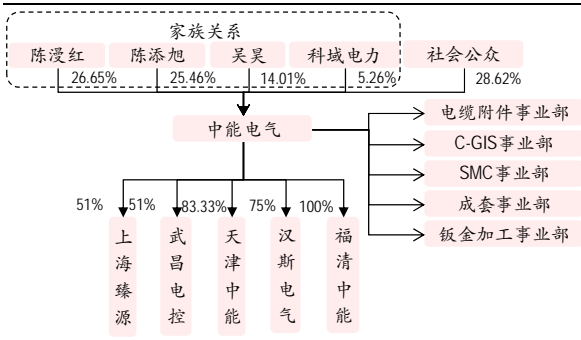 家族关系
陈漫红 陈添旭 吴昊 科域电力 社会公众
26.65% 25.46% 14.01% 5.26% 28.62%
中能电气
电缆附件事业部
C-GIS事业部
SMC事业部
成套事业部
钣金加工事业部
51% 51% 83.33% 75% 100%
上海臻源
武昌电控
天津中能
汉斯电气
福清中能